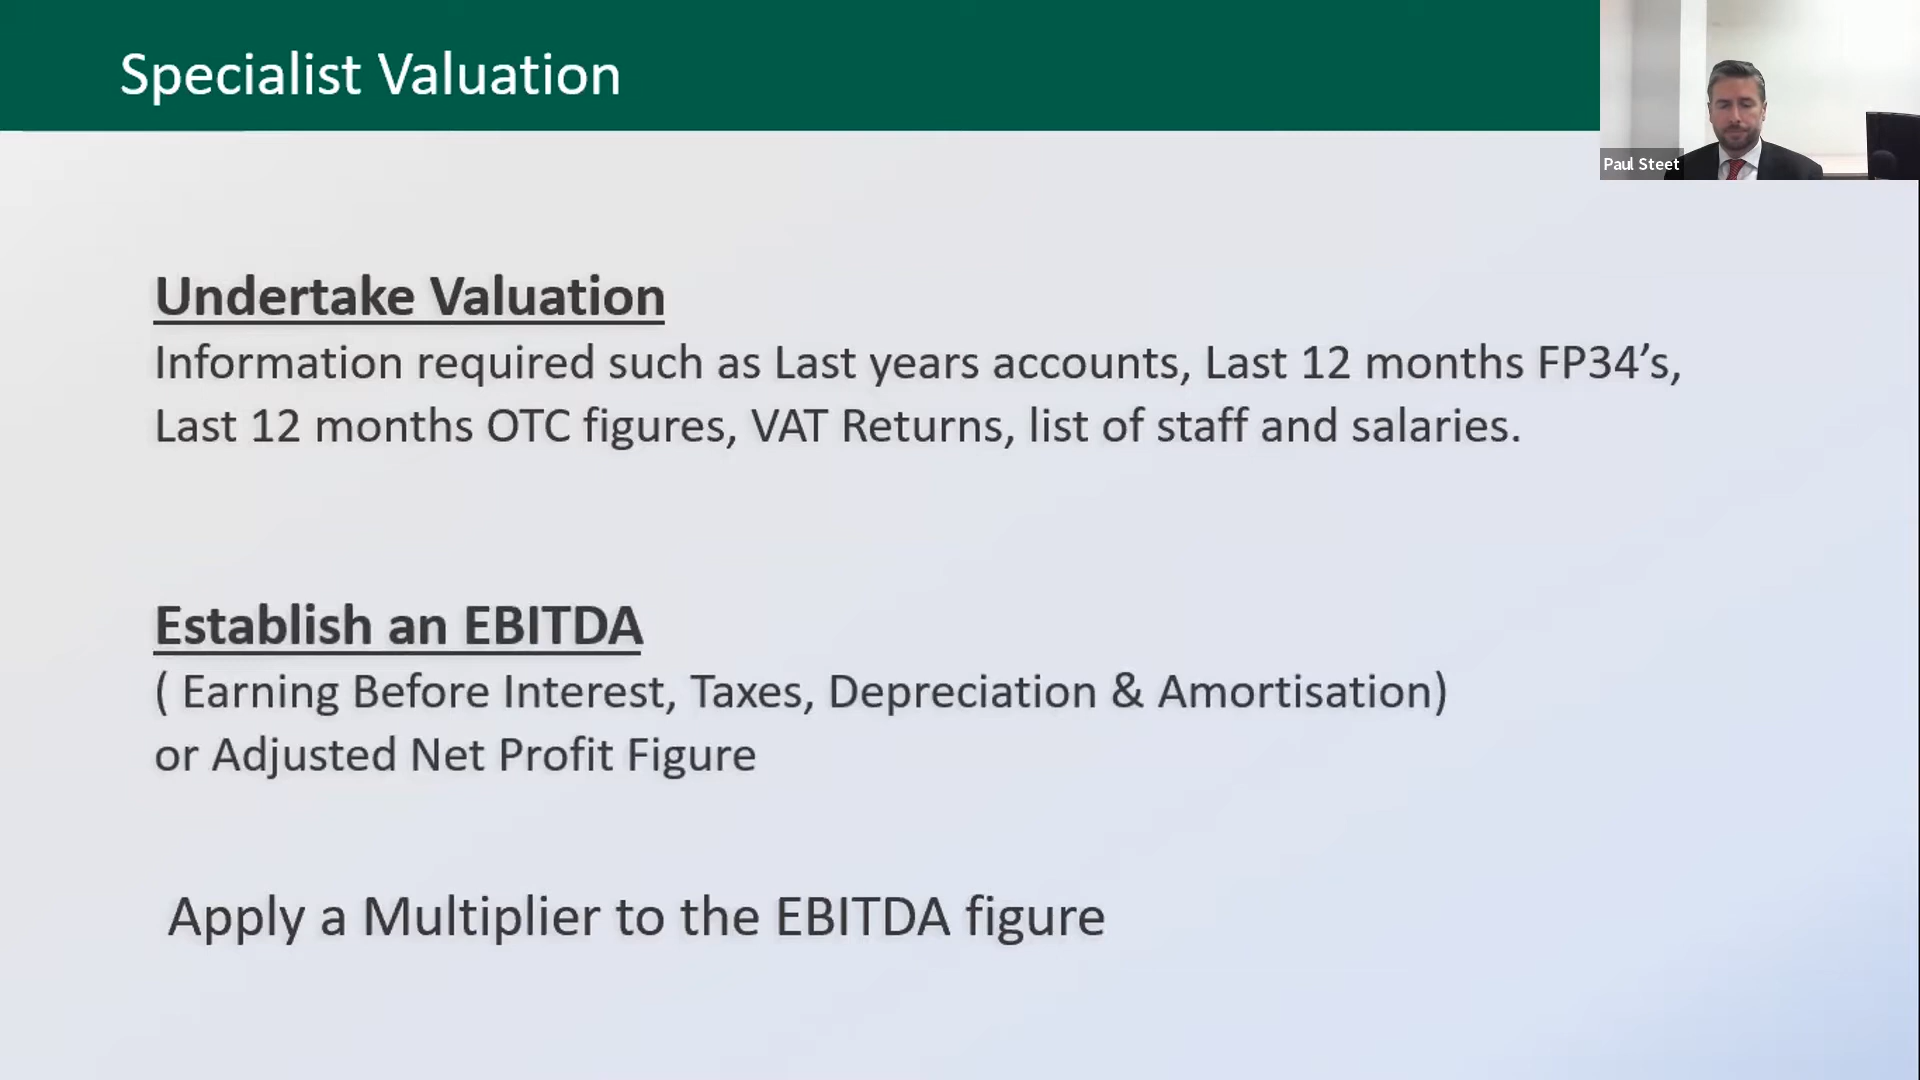 Specialist Valuation
Paul Steet
Undertake Valuation
Information required such as Last years accounts, Last 12 months FP34’s,
Last 12 months OTC figures, VAT Returns, list of staff and salaries.
Establish an EBITDA
( Earning Before Interest, Taxes, Depreciation & Amortisation)
or Adjusted Net Profit Figure
Apply a Multiplier to the EBITDA figure